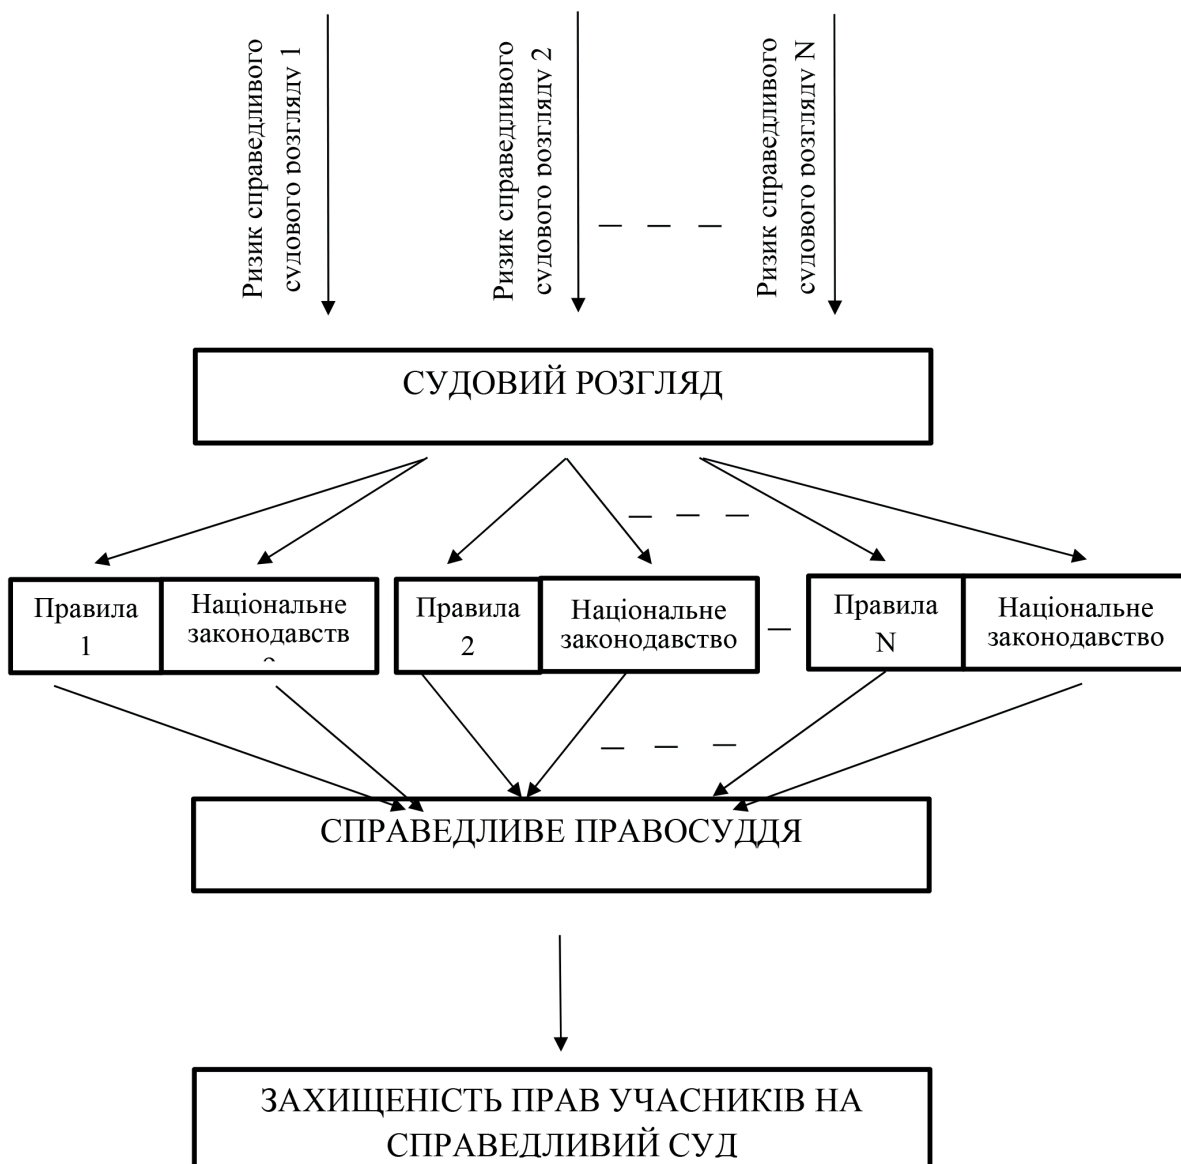 Ризик справедливого
судового розгляду 1
Ризик справедливого
судового розгляду 2
Ризик справедливого
судового розгляду N
СУДОВИЙ РОЗГЛЯД
Правила
1
Національне
законодавств
Правила
2
Національне
законодавство
Правила
N
Національне
законодавство
СПРАВЕДЛИВЕ ПРАВОСУДДЯ
ЗАХИЩЕНІСТЬ ПРАВ УЧАСНИКІВ НА
СПРАВЕДЛИВИЙ СУД